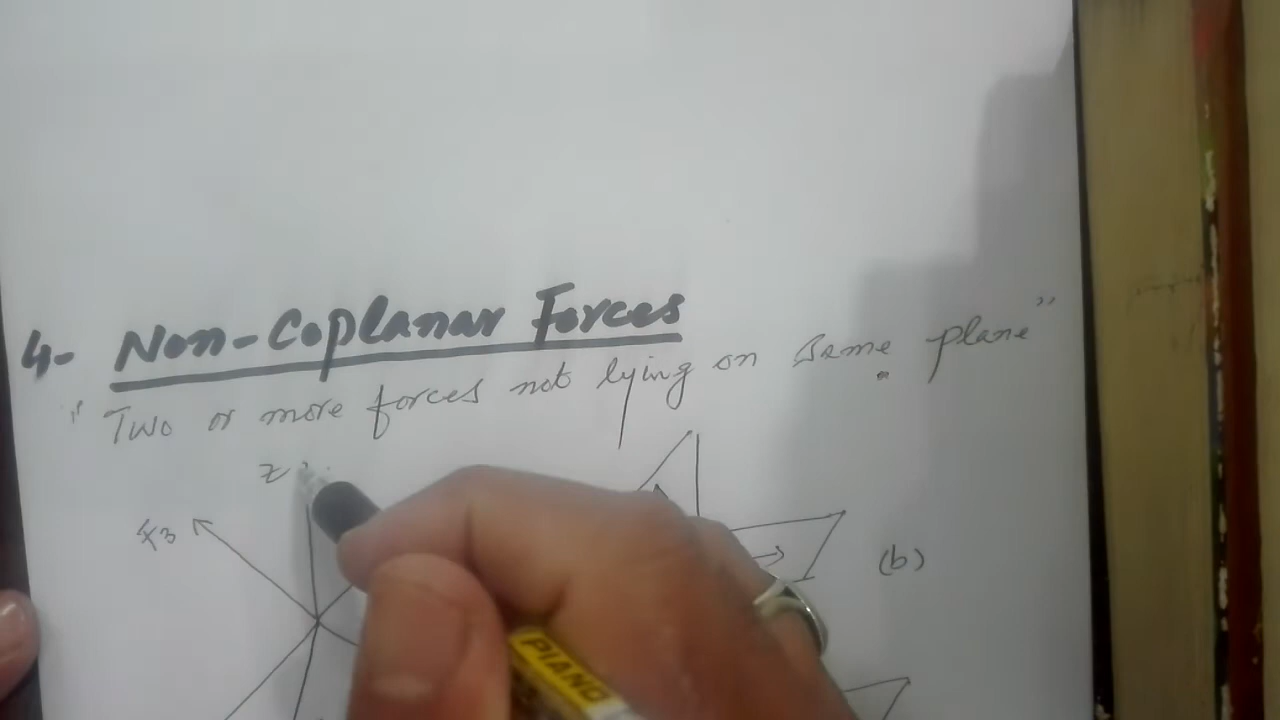 4- Non-Coplanar Forces
" Two or more forces not lying on same plane "
z
F3
(b)
PIANO